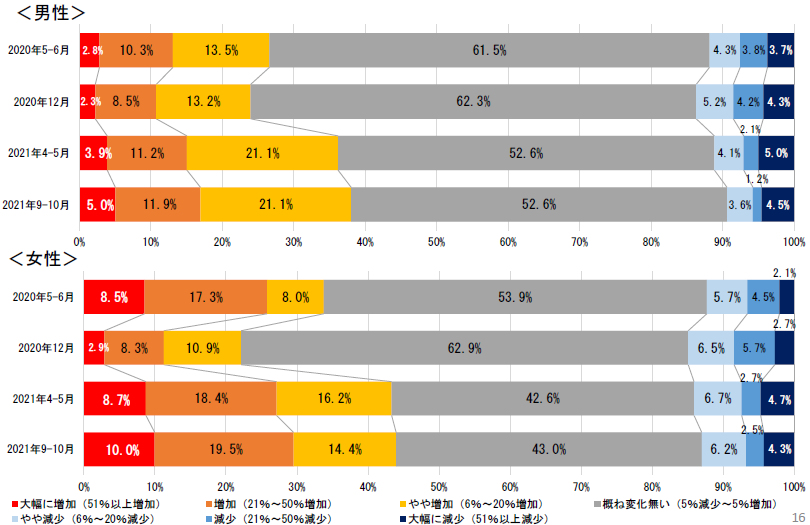 ＜男性＞
2020年5-6月 2.8% 10.3% 13.5% 61.5% 4.3% 3.8% 3.7%
2020年12月 2.3% 8.5% 13.2% 62.3% 5.2% 4.2% 4.3%
2.1%
2021年4-5月 3.9% 11.2% 21.1% 52.6% 4.1% 5.0%
1.2%
2021年9-10月 5.0% 11.9% 21.1% 52.6% 3.6% 4.5%
0% 10% 20% 30% 40% 50% 60% 70% 80% 90% 100%
＜女性＞
2.1%
2020年5-6月 8.5% 17.3% 8.0% 53.9% 5.7% 4.5%
2.7%
2020年12月 2.9% 8.3% 10.9% 62.9% 6.5% 5.7%
2.7%
2021年4-5月 8.7% 18.4% 16.2% 42.6% 6.7% 4.7%
2.5%
2021年9-10月 10.0% 19.5% 14.4% 43.0% 6.2% 4.3%
0% 10% 20% 30% 40% 50% 60% 70% 80% 90% 100%
大幅に増加（51%以上増加） 増加（21%～50%増加） やや増加（6%～20%増加） 概ね変化無い（5%減少～5%増加）
やや減少（6%～20%減少） 減少（21%～50%減少） 大幅に減少（51%以上減少） 16